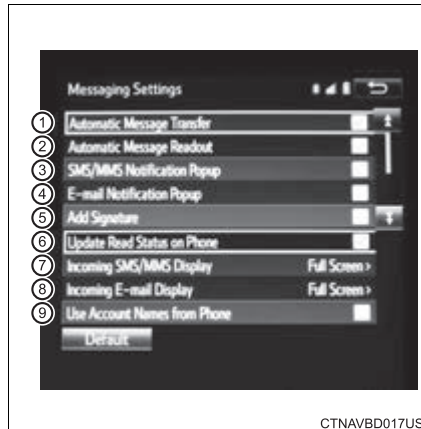 Messaging Settings
① Automatic Message Transfer
② Automatic Message Readout
③ SMS/MMS Notification Popup
④ E-mail Notification Popup
⑤ Add Signature
⑥ Update Read Status on Phone
⑦ Incoming SMS/MMS Display Full Screen >
⑧ Incoming E-mail Display Full Screen >
⑨ Use Account Names from Phone
Default
CTNAVBD017US